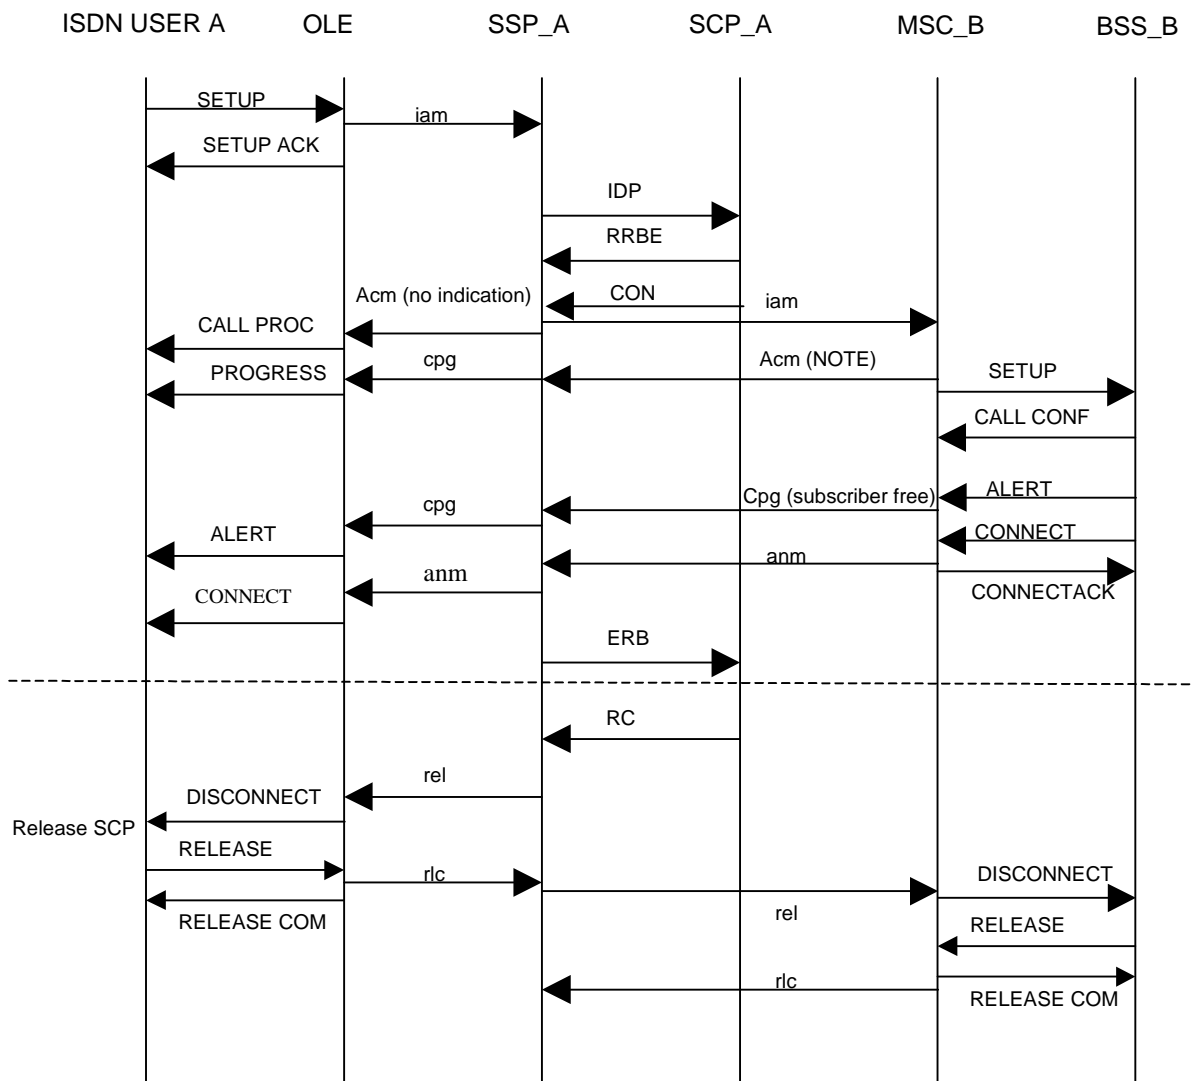 ISDN USER A OLE SSP_A SCP_A MSC_B BSS_B
SETUP
iam
SETUP ACK
IDP
RRBE
Acm (no indication)
CON
iam
CALL PROC
cpg
Acm (NOTE)
PROGRESS
SETUP
CALL CONF
ALERT
Cpg (subscriber free)
cpg
ALERT
CONNECT
anm
anm
CONNECT
CONNECTACK
ERB
RC
rel
DISCONNECT
Release SCP
RELEASE
rlc
DISCONNECT
rel
RELEASE COM
RELEASE
rlc
RELEASE COM